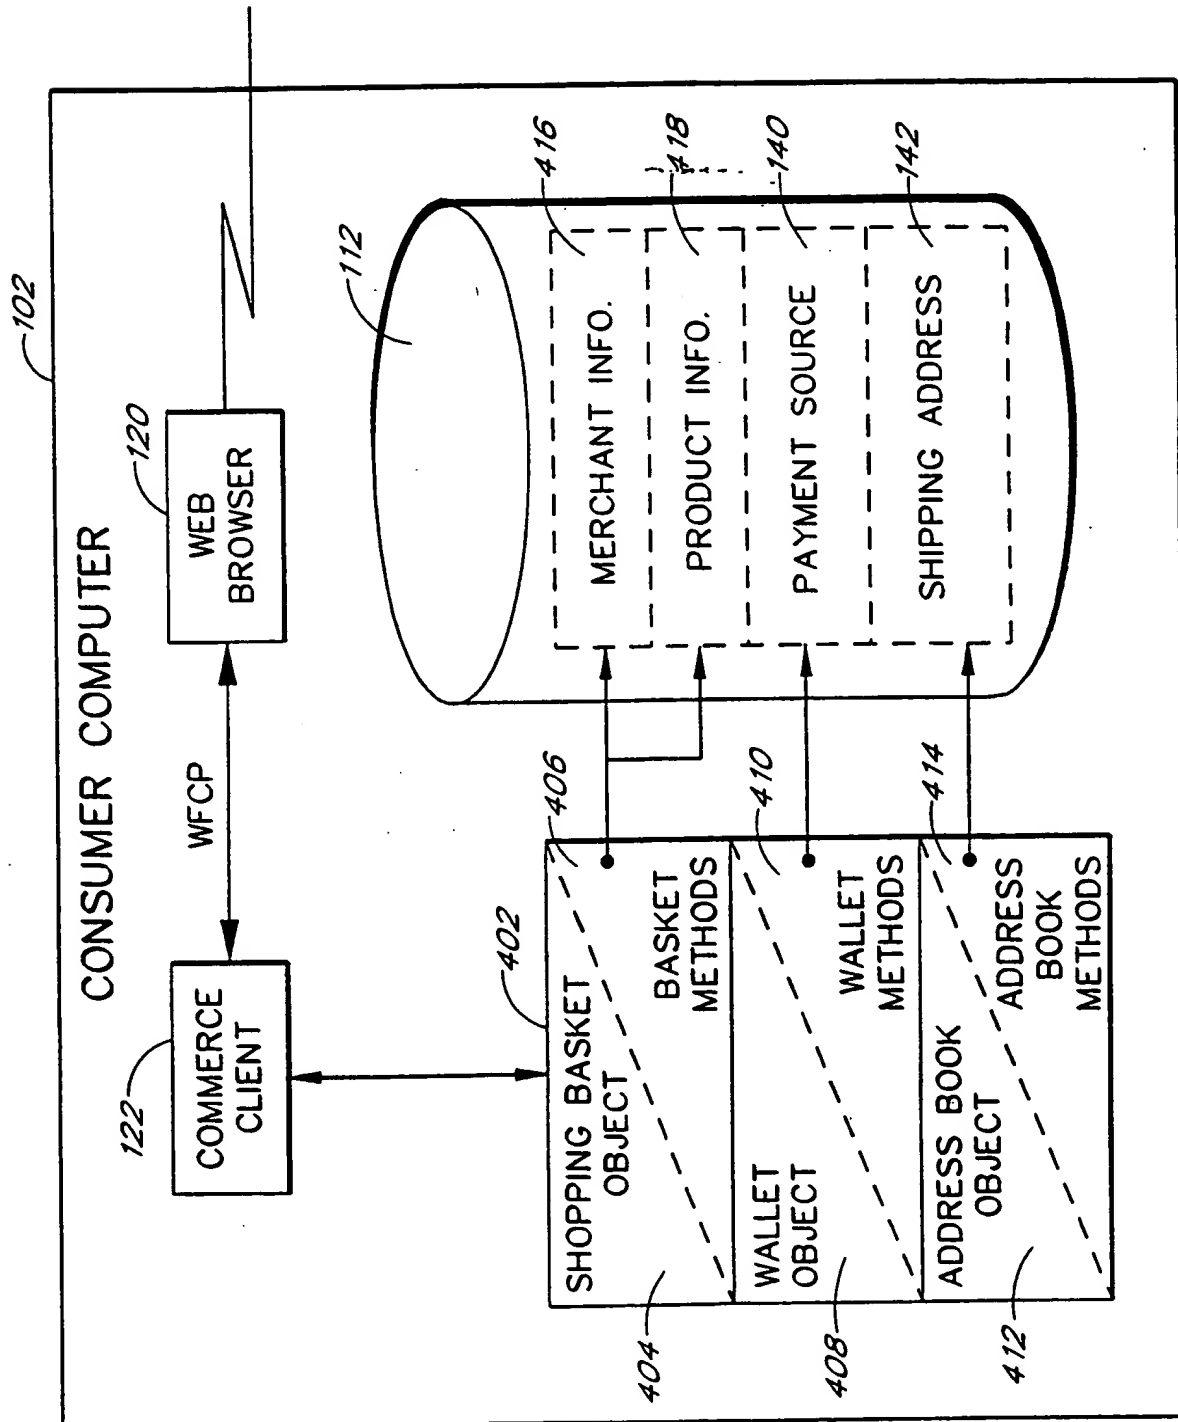 102
CONSUMER COMPUTER
122
COMMERCE
CLIENT
WFCP
120
WEB
BROWSER
402
SHOPPING BASKET
OBJECT
404
406
BASKET
METHODS
WALLET
OBJECT
408
410
WALLET
METHODS
ADDRESS BOOK
OBJECT
412
414
ADDRESS
BOOK
METHODS
112
MERCHANT INFO.
416
PRODUCT INFO.
418
PAYMENT SOURCE
140
SHIPPING ADDRESS
142